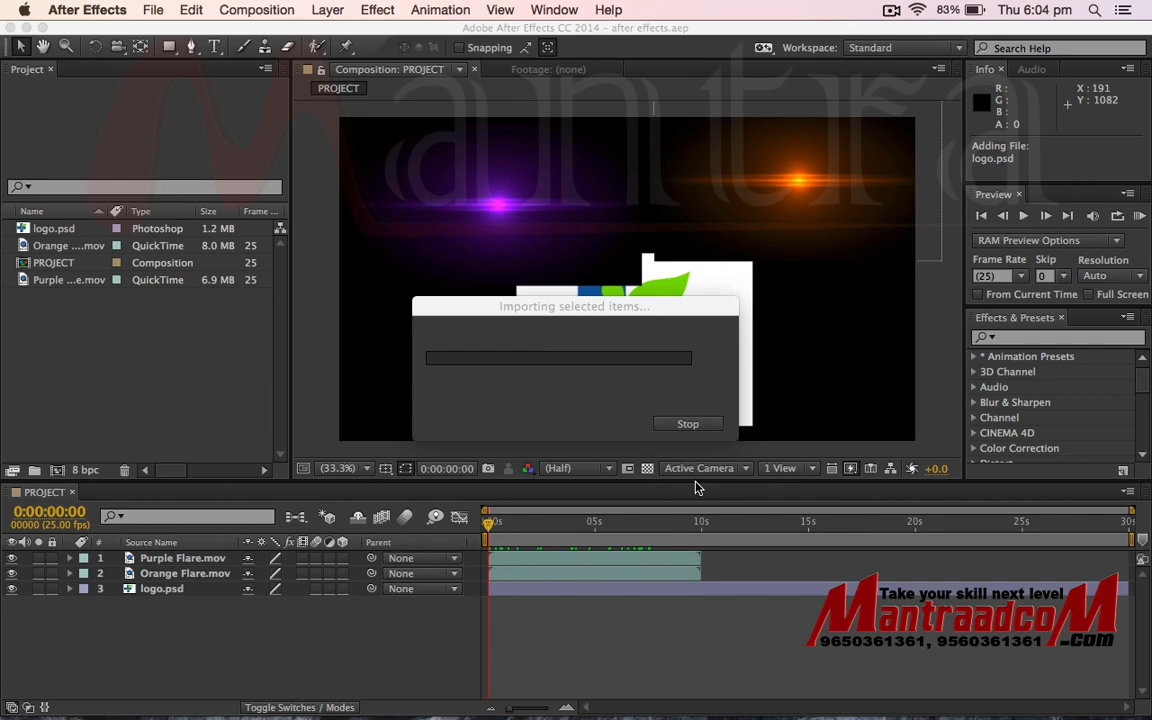 After Effects File Edit Composition Layer Effect Animation View Window Help 83% Thu 6:04 pm
Adobe After Effects CC 2014 - after effects.aep
Snapping Workspace: Standard Search Help
Project Composition: PROJECT Footage: (none) Info Audio
PROJECT
R:
G:
B:
A: 0
X: 191
Y: 1082
Adding File:
logo.psd
Mantra
Preview
Name Type Size Frame ...
logo.psd Photoshop 1.2 MB
Orange ....mov QuickTime 8.0 MB 25
PROJECT Composition 25
Purple ...e.mov QuickTime 6.9 MB 25
RAM Preview Options
Frame Rate Skip Resolution
(25) 0 Auto
From Current Time Full Screen
Effects & Presets
* Animation Presets
3D Channel
Audio
Blur & Sharpen
Channel
CINEMA 4D
Color Correction
Importing selected items...
Stop
8 bpc
(33.3%) 0:00:00:00 (Half) Active Camera 1 View +0.0
PROJECT
0:00:00:00
00000 (25.00 fps)
05s 10s 15s 20s 25s 30s
# Source Name Parent
1 Purple Flare.mov None
2 Orange Flare.mov None
3 logo.psd None
Take your skill next level
MantraadcoM
9650361361, 9560361361 -com
Toggle Switches / Modes